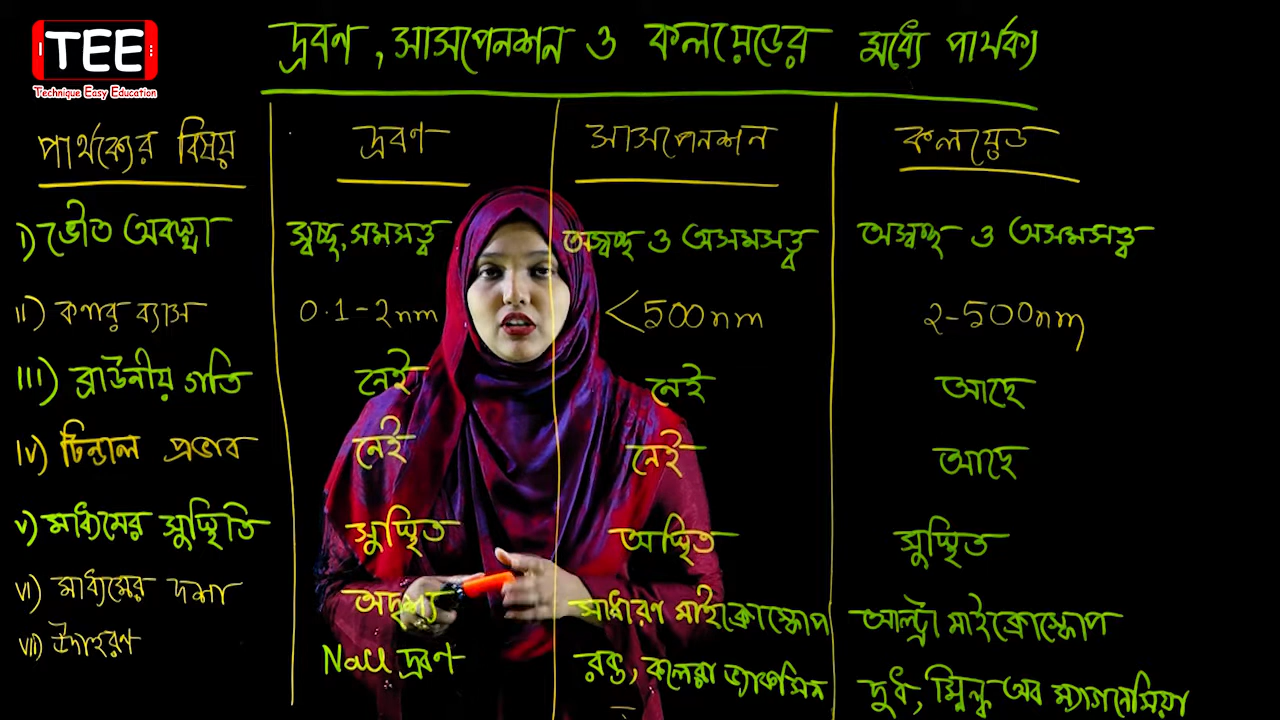 TEE
Technique Easy Education
দ্রবণ, সাসপেনশন ও কলয়েডের মধ্যে পার্থক্য
পার্থক্যের বিষয় দ্রবণ সাসপেনশন কলয়েড
i) ভৌত অবস্থা স্বচ্ছ, সমসত্ত্ব অস্বচ্ছ ও অসমসত্ত্ব অস্বচ্ছ ও অসমসত্ত্ব
ii) কণার ব্যাস 0.1-2nm <500nm 2-500nm
iii) ব্রাউনীয় গতি নেই নেই আছে
iv) টিন্ডাল প্রভাব নেই নেই আছে
v) মাধ্যমের সুস্থিতি সুস্থিত অস্থিত সুস্থিত
vi) মাধ্যমের দশা অদৃশ্য সাধারণ মাইক্রোস্কোপ আল্ট্রা মাইক্রোস্কোপ
vii) উদাহরণ NaCl দ্রবণ রক্ত, কলেরা ভ্যাকসিন দুধ, মিল্ক অব ম্যাগনেসিয়া